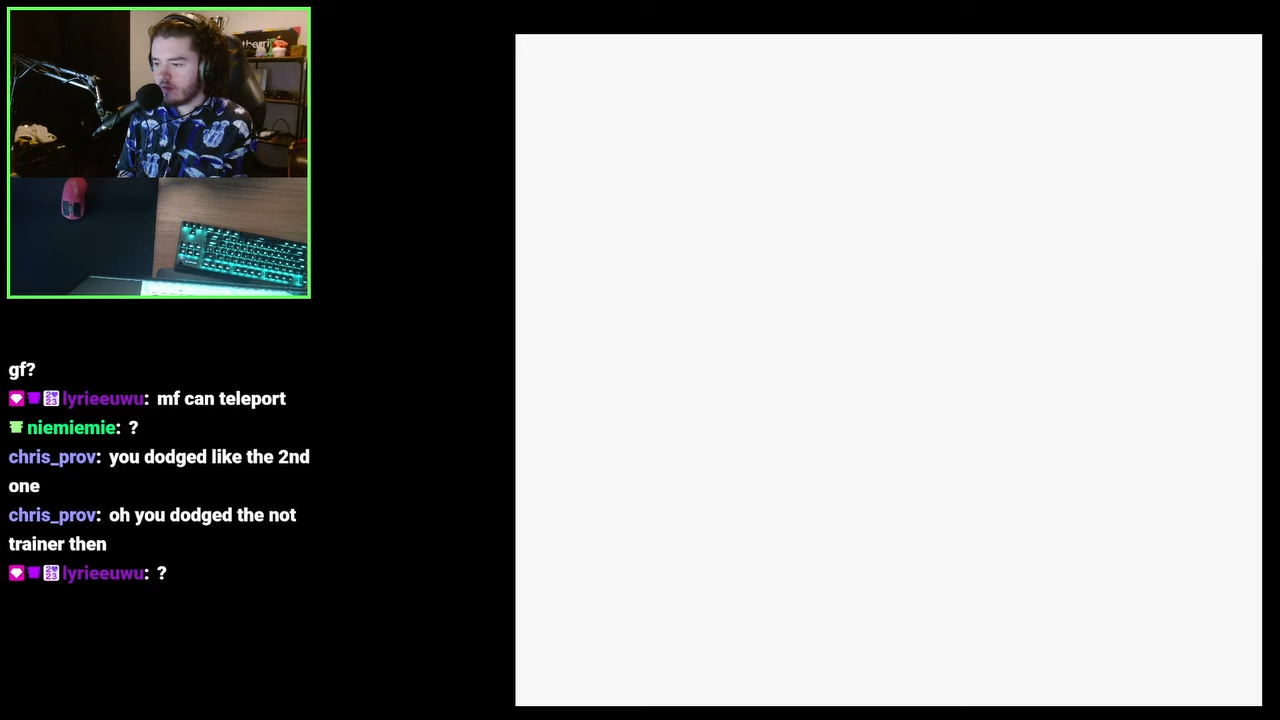 gf?
lyrieeuwu: mf can teleport
niemiemie: ?
chris_prov: you dodged like the 2nd
one
chris_prov: oh you dodged the not
trainer then
lyrieeuwu: ?